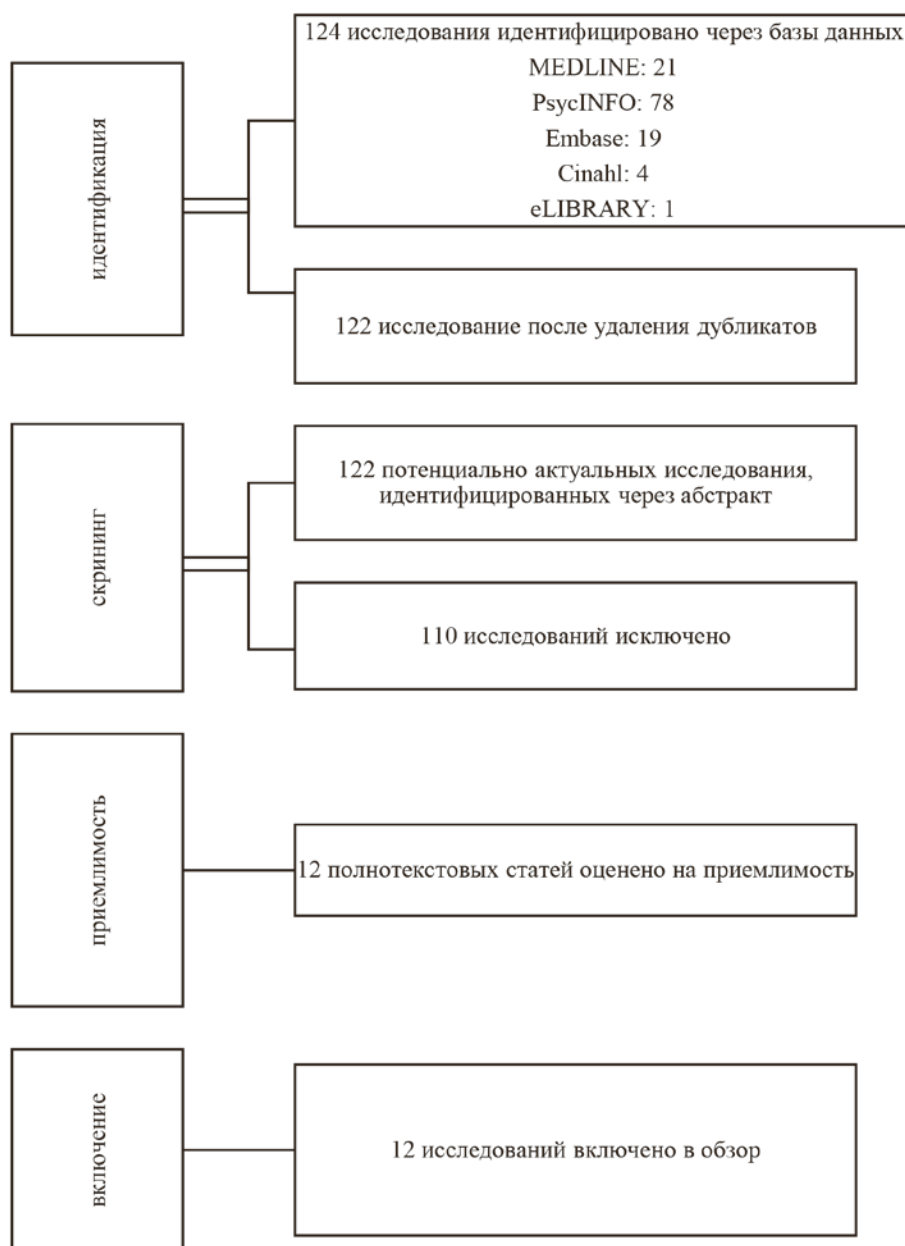 идентификация
124 исследования идентифицировано через базы данных
MEDLINE: 21
PsycINFO: 78
Embase: 19
Cinahl: 4
eLIBRARY: 1
122 исследование после удаления дубликатов
скрининг
122 потенциально актуальных исследования,
идентифицированных через абстракт
110 исследований исключено
приемлимость
12 полнотекстовых статей оценено на приемлимость
включение
12 исследований включено в обзор